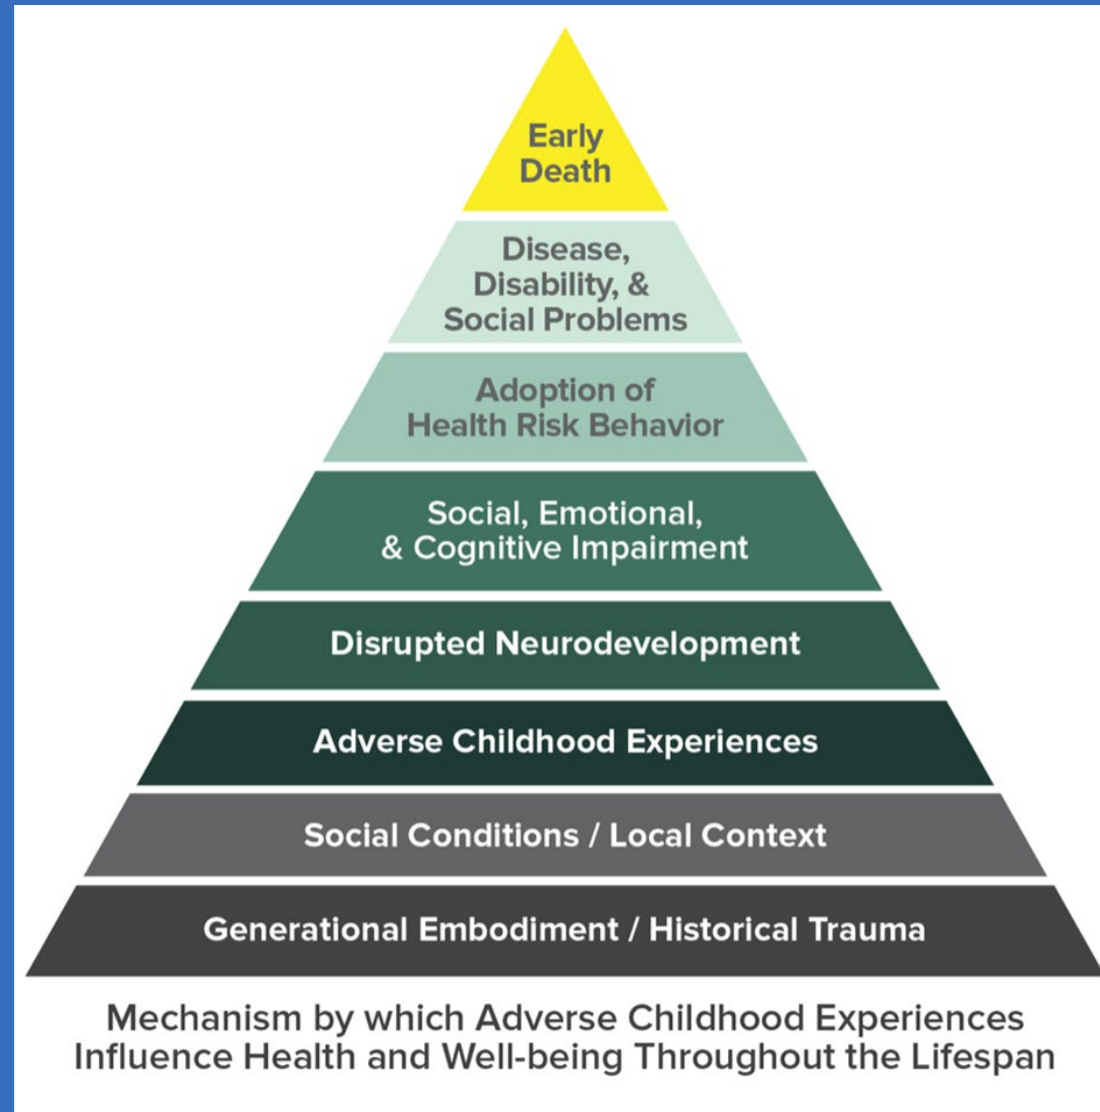 Early
Death
Disease,
Disability, &
Social Problems
Adoption of
Health Risk Behavior
Social, Emotional,
& Cognitive Impairment
Disrupted Neurodevelopment
Adverse Childhood Experiences
Social Conditions / Local Context
Generational Embodiment / Historical Trauma
Mechanism by which Adverse Childhood Experiences
Influence Health and Well-being Throughout the Lifespan